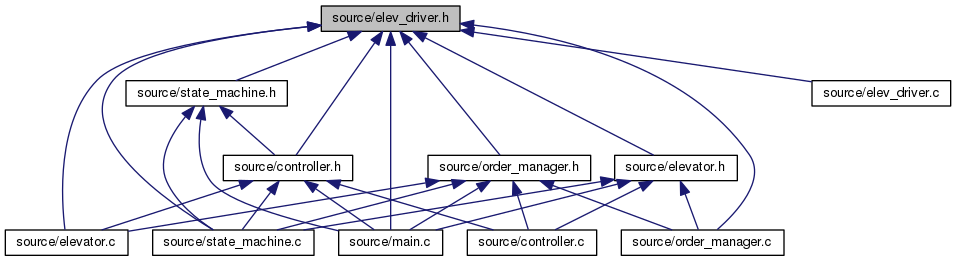 source/elev_driver.h
source/state_machine.h
source/elev_driver.c
source/controller.h
source/order_manager.h
source/elevator.h
source/elevator.c
source/state_machine.c
source/main.c
source/controller.c
source/order_manager.c